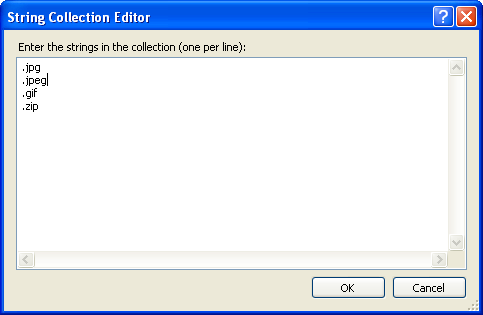 String Collection Editor
Enter the strings in the collection (one per line):
.jpg
.jpeg
.gif
.zip
OK
Cancel